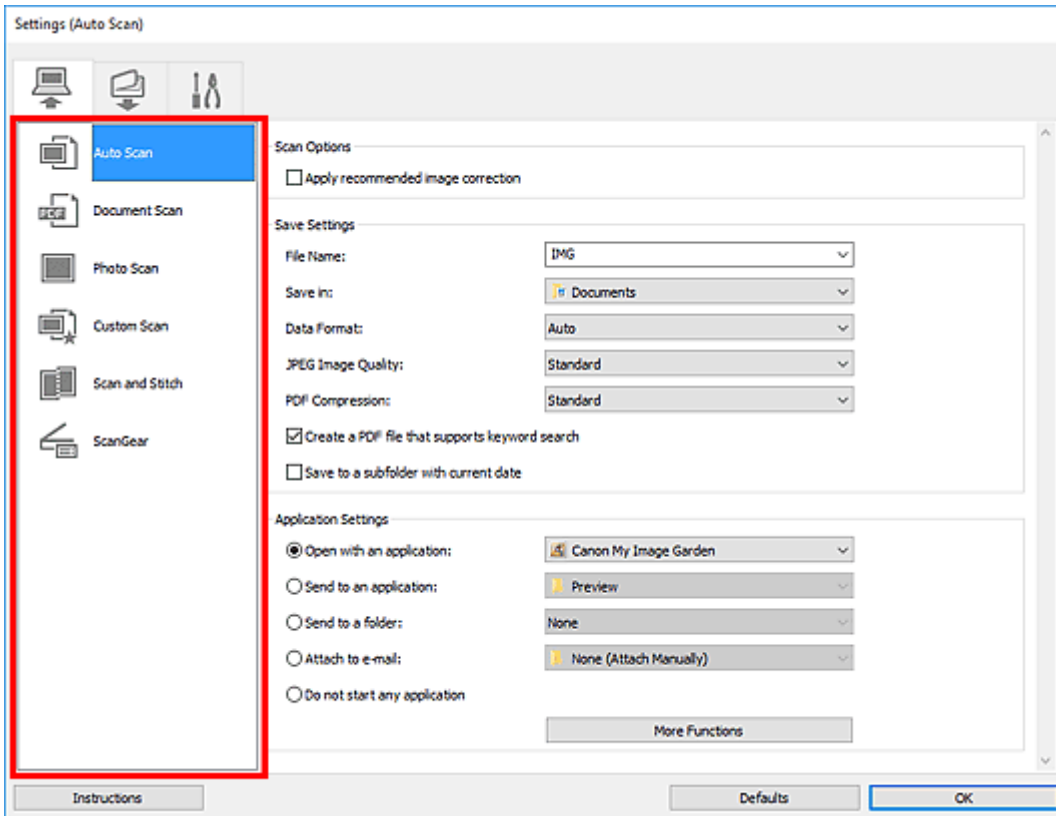 Settings (Auto Scan)
Auto Scan
PDF
Document Scan
Photo Scan
Custom Scan
Scan and Stitch
ScanGear
Scan Options
Apply recommended image correction
Save Settings
File Name: IMG
Save in: Documents
Data Format: Auto
JPEG Image Quality: Standard
PDF Compression: Standard
Create a PDF file that supports keyword search
Save to a subfolder with current date
Application Settings
Open with an application: Canon My Image Garden
Send to an application: Preview
Send to a folder: None
Attach to e-mail: None (Attach Manually)
Do not start any application
More Functions
Instructions Defaults OK